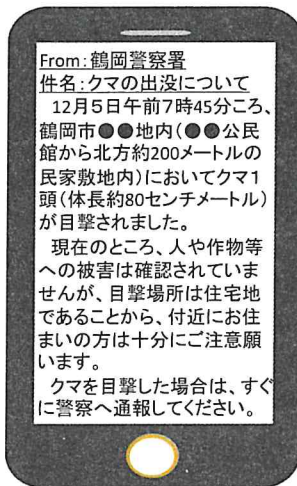 From:鶴岡警察署
件名:クマの出没について
　12月5日午前7時45分ころ、
鶴岡市●●地内(●●公民
館から北方約200メートルの
民家敷地内)においてクマ1
頭(体長約80センチメートル)
が目撃されました。
　現在のところ、人や作物等
への被害は確認されていま
せんが、目撃場所は住宅地
であることから、付近にお住
まいの方は十分にご注意願
います。
　クマを目撃した場合は、すぐ
に警察へ通報してください。